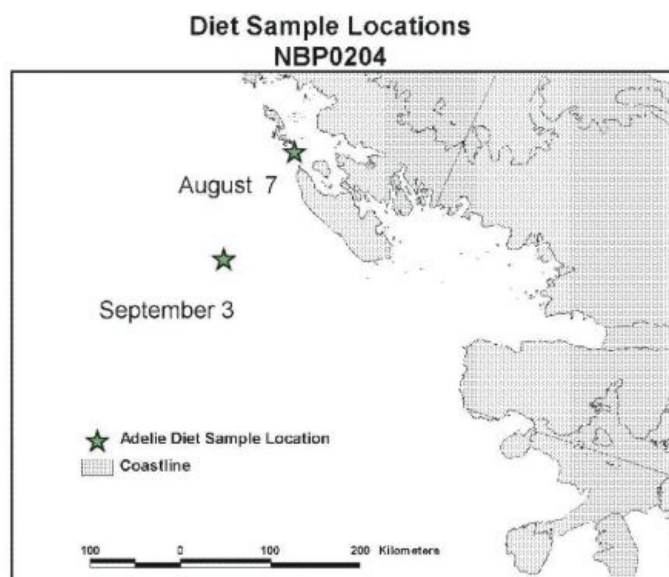 Diet Sample Locations
NBP0204
August 7
September 3
Adelie Diet Sample Location
Coastline
100 0 100 200 Kilometers